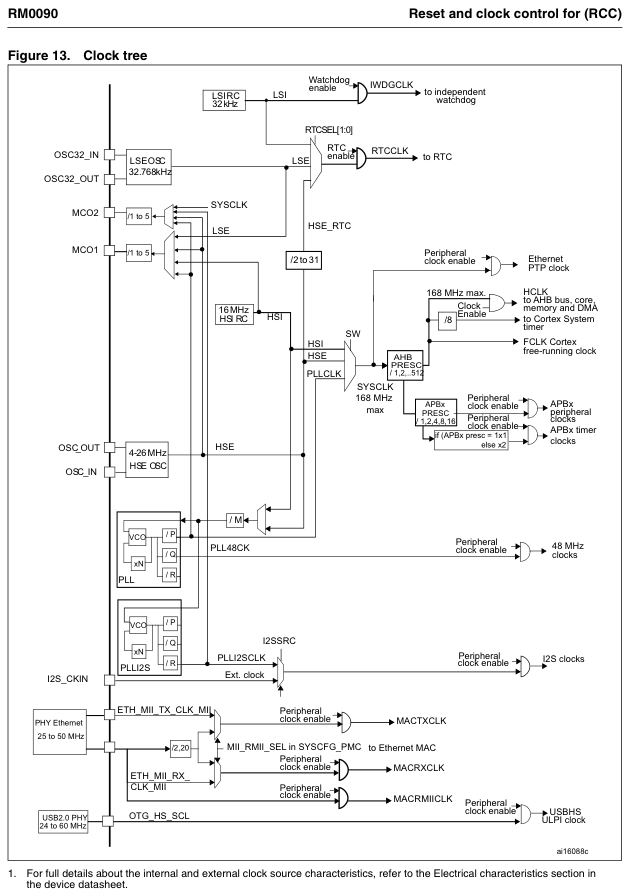 RM0090
Reset and clock control for (RCC)
Figure 13. Clock tree
Watchdog
enable
IWDGCLK
to independent
watchdog
LSIRC
32kHz
LSI
RTCSEL[1:0]
OSC32_IN
OSC32_OUT
LSEOSC
32.768kHz
LSE
RTC
enable
RTCCLK
to RTC
MCO2
/1 to 5
SYSCLK
LSE
MCO1
/1 to 5
HSE_RTC
/2 to 31
Peripheral
clock enable
Ethernet
PTP clock
168 MHz max.
Clock
Enable
HCLK
to AHB bus, core,
memory and DMA
/8
to Cortex System
timer
FCLK Cortex
free-running clock
16 MHz
HSI RC
HSI
SW
HSI
HSE
PLLCLK
SYSCLK
168 MHz
max
AHB
PRESC
/ 1,2,..512
APBx
PRESC
/ 1,2,4,8,16
Peripheral
clock enable
APBx
peripheral
clocks
Peripheral
clock enable
if (APBx presc = 1x1
else x2
APBx timer
clocks
OSC_OUT
OSC_IN
4-26 MHz
HSE OSC
HSE
/ M
VCO
xN
/ P
/ Q
/ R
PLL
PLL48CK
Peripheral
clock enable
48 MHz
clocks
VCO
xN
/ P
/ Q
/ R
PLLI2S
I2SSRC
PLLI2SCLK
Ext. clock
Peripheral
clock enable
I2S clocks
I2S_CKIN
PHY Ethernet
25 to 50 MHz
ETH_MII_TX_CLK_MII
Peripheral
clock enable
MACTXCLK
/2,20
MII_RMII_SEL in SYSCFG_PMC
to Ethernet MAC
ETH_MII_RX_
CLK_MII
Peripheral
clock enable
MACRXCLK
Peripheral
clock enable
MACRMIICLK
USB2.0 PHY
24 to 60 MHz
OTG_HS_SCL
Peripheral
clock enable
USBHS
ULPI clock
ai16088c
1. For full details about the internal and external clock source characteristics, refer to the Electrical characteristics section in
the device datasheet.